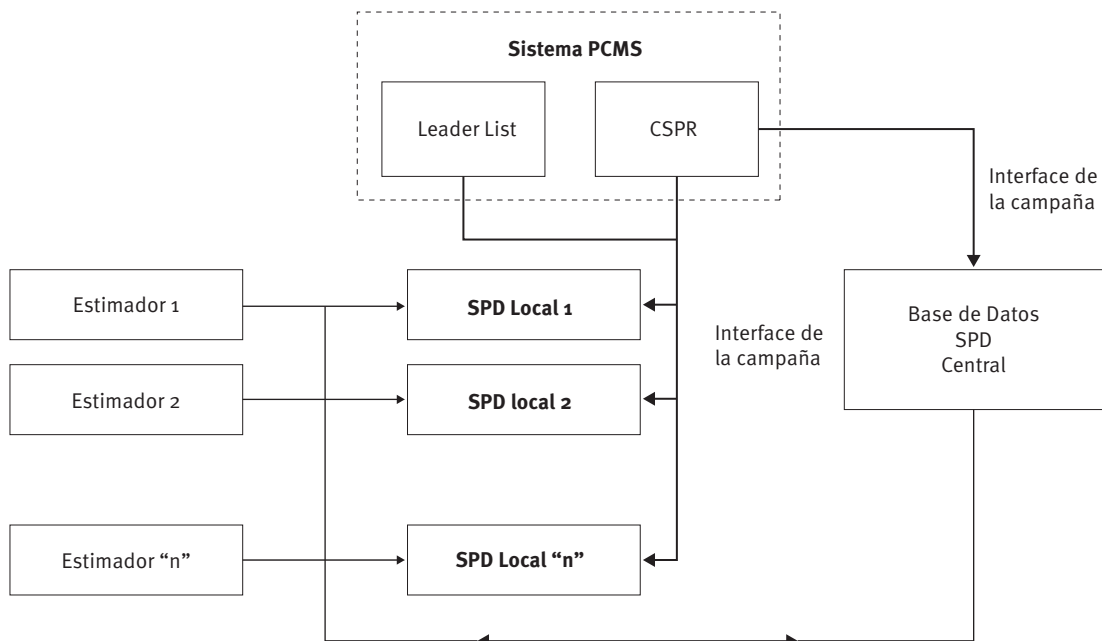 Sistema PCMS
Leader List
CSPR
Interface de
la campaña
Estimador 1
SPD Local 1
Interface de
la campaña
Base de Datos
SPD
Central
Estimador 2
SPD local 2
Estimador “n”
SPD Local “n”